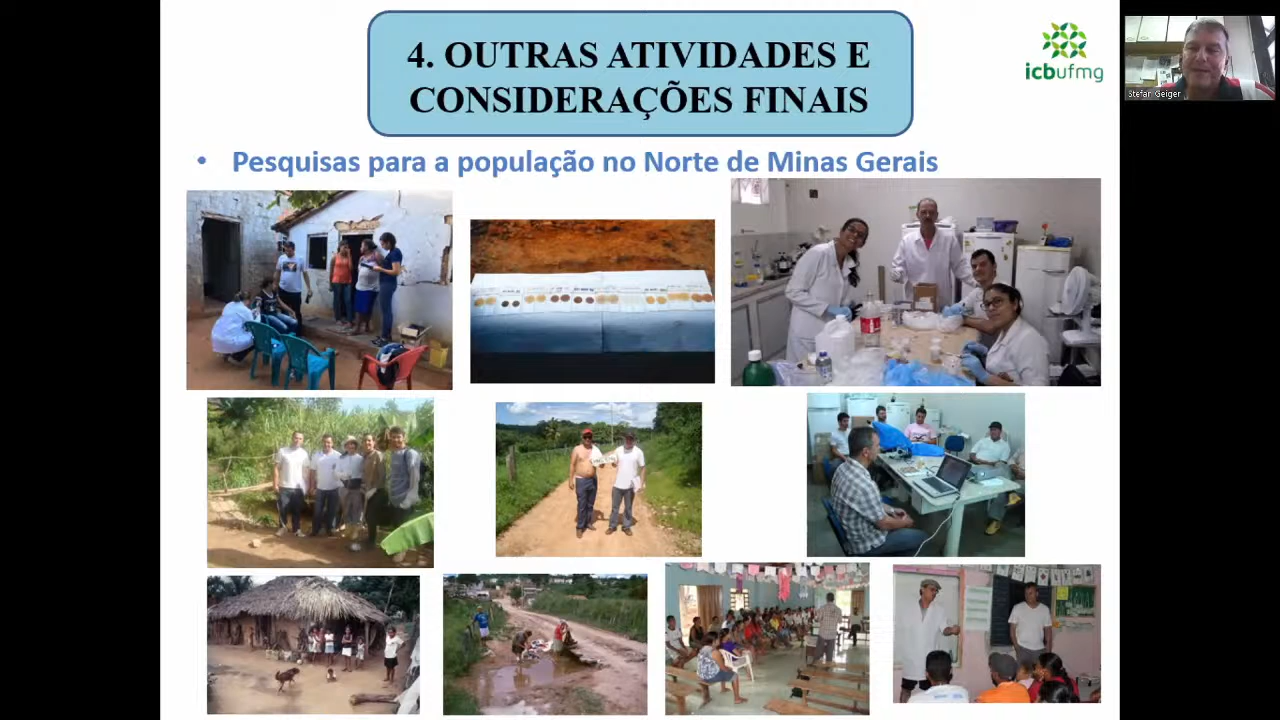 4. OUTRAS ATIVIDADES E
CONSIDERAÇÕES FINAIS
icbufmg
Stefan Geiger
• Pesquisas para a população no Norte de Minas Gerais